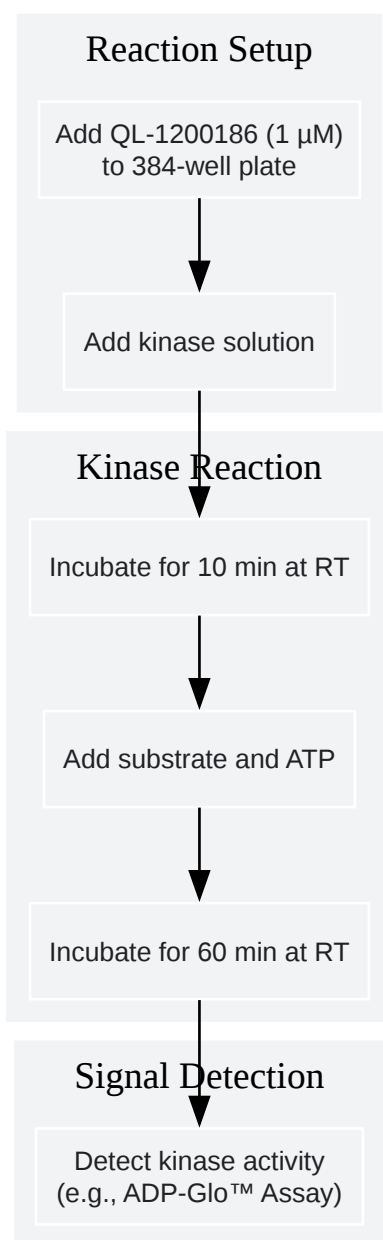 Reaction Setup
Add QL-1200186 (1 µM)
to 384-well plate
Add kinase solution
Kinase Reaction
Incubate for 10 min at RT
Add substrate and ATP
Incubate for 60 min at RT
Signal Detection
Detect kinase activity
(e.g., ADP-Glo™ Assay)